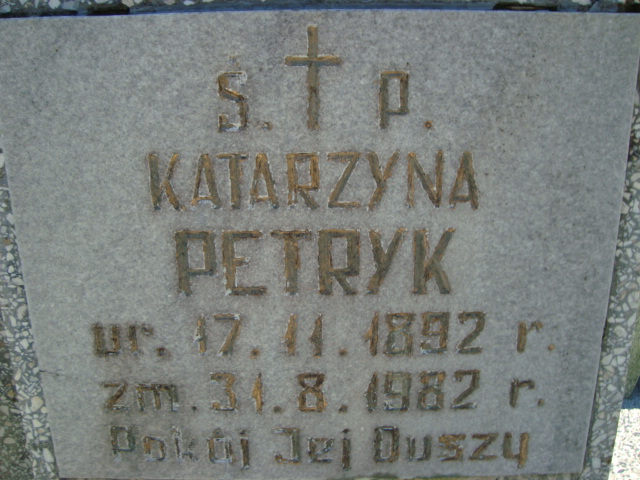 Ś. † P.
KATARZYNA
PETRYK
ur. 17. 11. 1892 r.
zm. 31. 8. 1982 r.
Pokój Jej Duszy